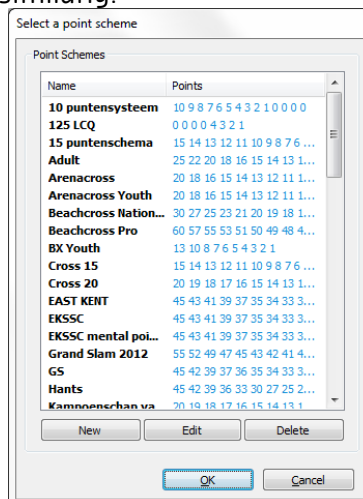 Select a point scheme
Point Schemes
Name Points
10 puntensysteem 10 9 8 7 6 5 4 3 2 1 0 0 0 0
125 LCQ 0 0 0 0 4 3 2 1
15 puntenschema 15 14 13 12 11 10 9 8 7 6 ...
Adult 25 22 20 18 16 15 14 13 1...
Arenacross 20 18 16 15 14 13 12 11 1...
Arenacross Youth 20 18 16 15 14 13 12 11 1...
Beachcross Nation... 30 27 25 23 21 20 19 18 1...
Beachcross Pro 60 57 55 53 51 50 49 48 4...
BX Youth 13 10 8 7 6 5 4 3 2 1
Cross 15 15 14 13 12 11 10 9 8 7 6 ...
Cross 20 20 19 18 17 16 15 14 13 1...
EAST KENT 45 43 41 39 37 35 34 33 3...
EKSSC 45 43 41 39 37 35 34 33 3...
EKSSC mental poi... 45 43 41 39 37 35 34 33 3...
Grand Slam 2012 55 52 49 47 45 43 42 41 4...
GS 45 42 39 37 36 35 34 33 3...
Hants 45 42 39 36 33 30 27 25 2...
20 19 18 17 16 15 14 13 1
New Edit Delete
OK Cancel